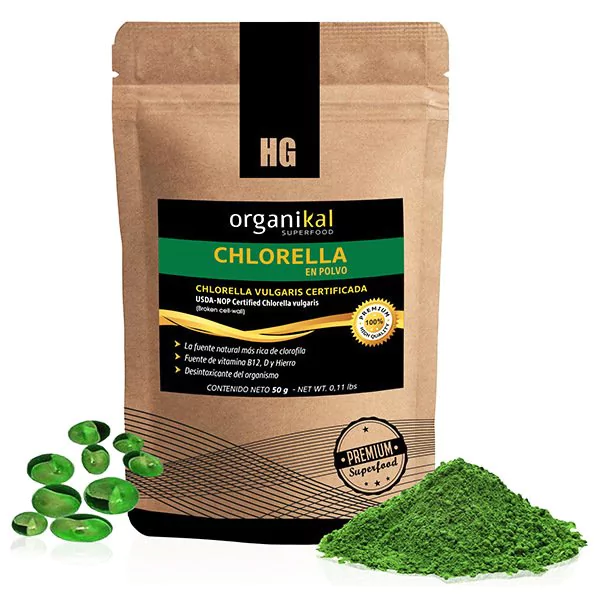 HG
organikal
SUPERFOOD
CHLORELLA
EN POLVO
CHLORELLA VULGARIS CERTIFICADA
USDA-NOP Certified Chlorella vulgaris
(Broken cell-wall)
PREMIUM
100%
HIGH QUALITY
La fuente natural más rica de clorofila
Fuente de vitamina B12, D y Hierro
Desintoxicante del organismo
CONTENIDO NETO 50 g - NET WT. 0,11 lbs
PREMIUM
Superfood